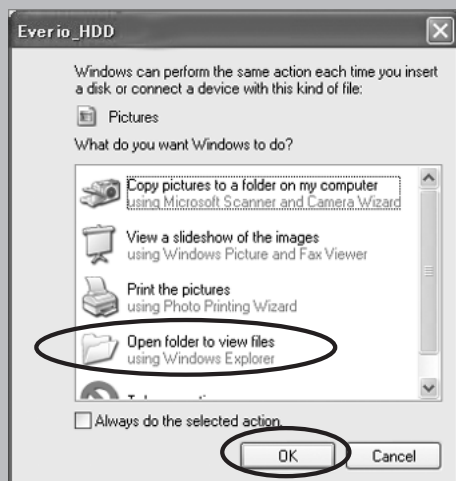 Everio_HDD
Windows can perform the same action each time you insert
a disk or connect a device with this kind of file:
Pictures
What do you want Windows to do?
Copy pictures to a folder on my computer
using Microsoft Scanner and Camera Wizard
View a slideshow of the images
using Windows Picture and Fax Viewer
Print the pictures
using Photo Printing Wizard
Open folder to view files
using Windows Explorer
Always do the selected action.
OK
Cancel